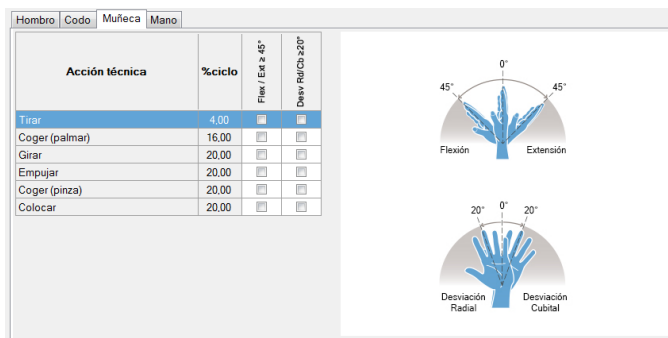 Hombro Codo Muñeca Mano
Acción técnica %ciclo Flex / Ext ≥ 45° Desv Rd/Cb ≥20°
Tirar 4,00
Coger (palmar) 16,00
Girar 20,00
Empujar 20,00
Coger (pinza) 20,00
Colocar 20,00
0°
45° 45°
Flexión Extensión
0°
20° 20°
Desviación Desviación
Radial Cubital